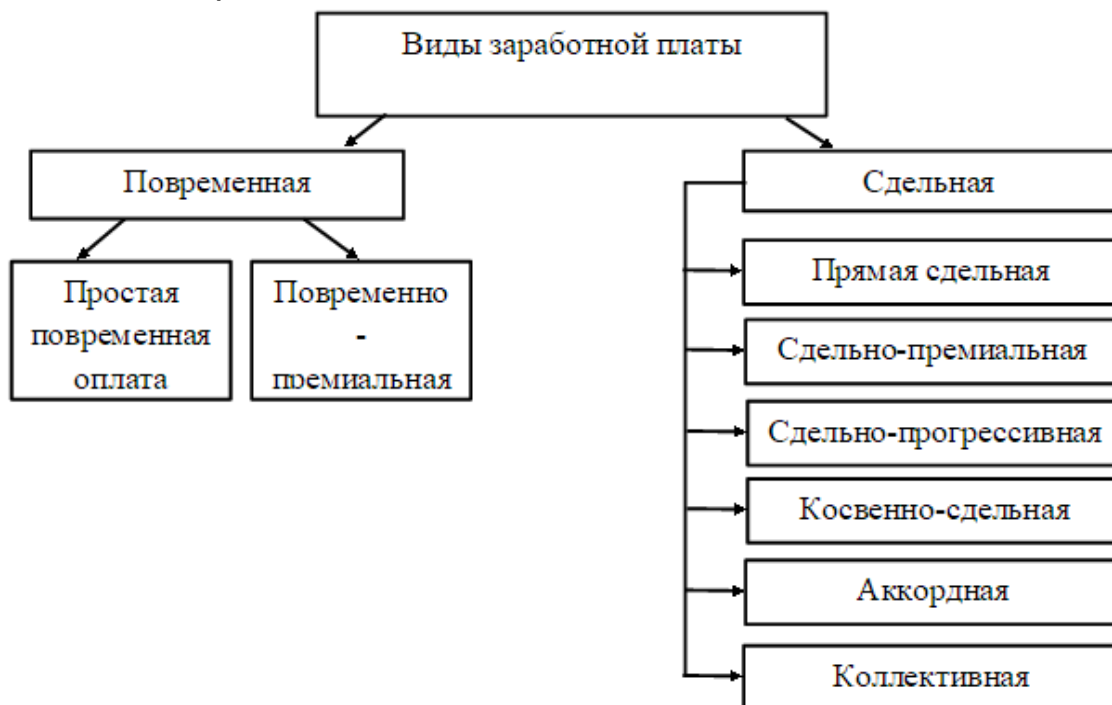 Виды заработной платы
Повременная
Сдельная
Простая
повременная
оплата
Повременно
-
премиальная
Прямая сдельная
Сдельно-премиальная
Сдельно-прогрессивная
Косвенно-сдельная
Аккордная
Коллективная